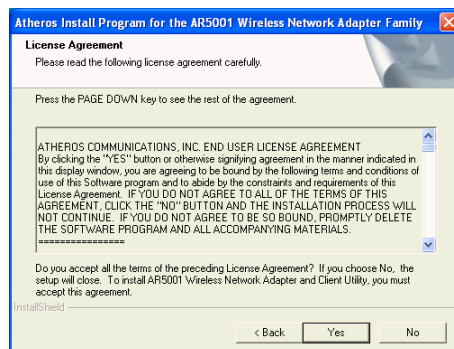 Atheros Install Program for the AR5001 Wireless Network Adapter Family
License Agreement
Please read the following license agreement carefully.
Press the PAGE DOWN key to see the rest of the agreement.
ATHEROS COMMUNICATIONS, INC. END USER LICENSE AGREEMENT
By clicking the "YES" button or otherwise signifying agreement in the manner indicated in
this display window, you are agreeing to be bound by the following terms and conditions of
use of this Software program and to abide by the constraints and requirements of this
License Agreement. IF YOU DO NOT AGREE TO ALL OF THE TERMS OF THIS
AGREEMENT, CLICK THE "NO" BUTTON AND THE INSTALLATION PROCESS WILL
NOT CONTINUE. IF YOU DO NOT AGREE TO BE SO BOUND, PROMPTLY DELETE
THE SOFTWARE PROGRAM AND ALL ACCOMPANYING MATERIALS.
================
Do you accept all the terms of the preceding License Agreement? If you choose No, the
setup will close. To install AR5001 Wireless Network Adapter and Client Utility, you must
accept this agreement.
InstallShield
< Back Yes No